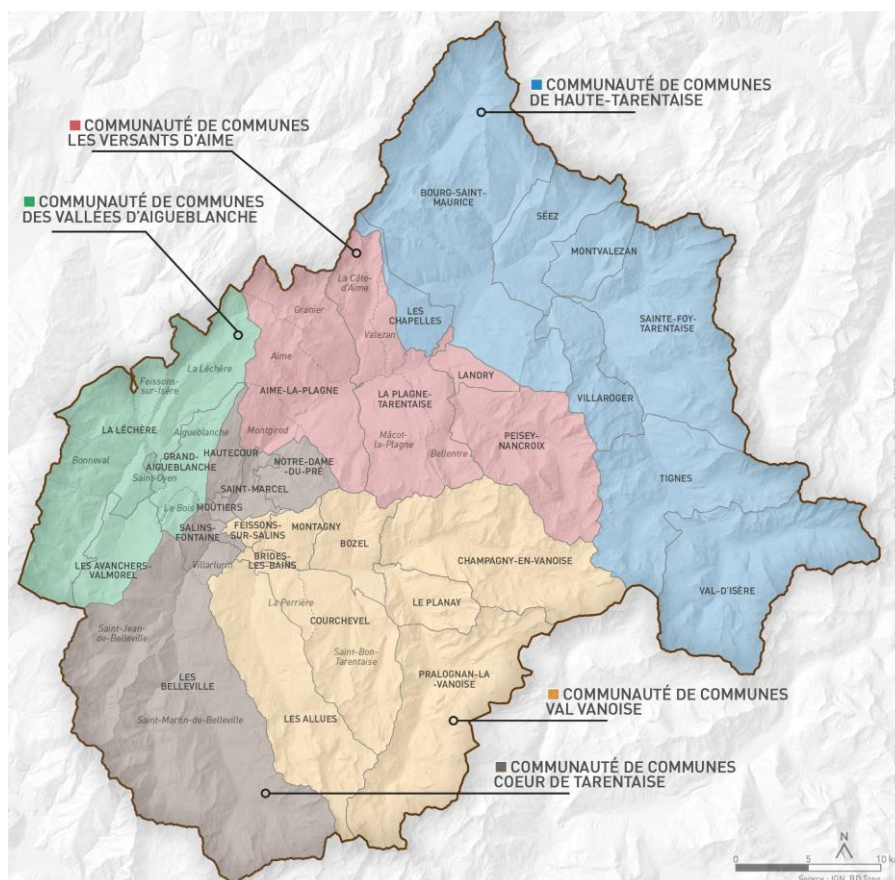 COMMUNAUTÉ DE COMMUNES
DE HAUTE-TARENTAISE
COMMUNAUTÉ DE COMMUNES
LES VERSANTS D'AIME
COMMUNAUTÉ DE COMMUNES
DES VALLÉES D'AIGUEBLANCHE
BOURG-SAINT-
MAURICE
SÉEZ
MONTVALEZAN
La Côte-
d'Aime
Granier
LES
CHAPELLES
SAINTE-FOY-
TARENTAISE
Valezan
Aime
La Léchère
Feissons-
sur-Isère
LANDRY
AIME-LA-PLAGNE
LA PLAGNE-
TARENTAISE
VILLAROGER
LA LÉCHÈRE
Aigueblanche
Montgirod
Mâcot-
la-Plagne
PEISEY-
NANCROIX
Bonneval
GRAND-
AIGUEBLANCHE
HAUTECOUR
NOTRE-DAME-
DU-PRÉ
Bellentre
Saint-Oyen
SAINT-MARCEL
TIGNES
Le Bois
MOÛTIERS
SALINS-
FONTAINE
FEISSONS-
SUR-SALINS
MONTAGNY
BOZEL
LES AVANCHERS-
VALMOREL
Villarlurin
BRIDES-
LES-BAINS
CHAMPAGNY-EN-VANOISE
VAL-D'ISÈRE
La Perrière
LE PLANAY
Saint-Jean-
de-Belleville
COURCHEVEL
Saint-Bon-
Tarentaise
LES
BELLEVILLE
PRALOGNAN-LA
-VANOISE
Saint-Martin-de-Belleville
LES ALLUES
COMMUNAUTÉ DE COMMUNES
VAL VANOISE
COMMUNAUTÉ DE COMMUNES
COEUR DE TARENTAISE
N
0 5 10 km
Source : IGN, BD Topo